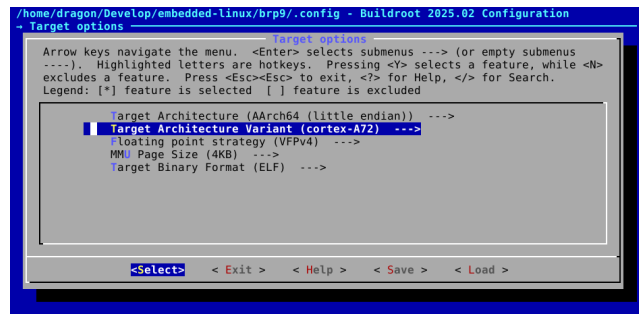 /home/dragon/Develop/embedded-linux/brp9/.config - Buildroot 2025.02 Configuration
→ Target options
Target options
Arrow keys navigate the menu.  <Enter> selects submenus ---> (or empty submenus
----).  Highlighted letters are hotkeys.  Pressing <Y> selects a feature, while <N>
excludes a feature.  Press <Esc><Esc> to exit, <?> for Help, </> for Search.
Legend: [*] feature is selected  [ ] feature is excluded
Target Architecture (AArch64 (little endian))  --->
Target Architecture Variant (cortex-A72)  --->
Floating point strategy (VFPv4)  --->
MMU Page Size (4KB)  --->
Target Binary Format (ELF)  --->
<Select>    < Exit >    < Help >    < Save >    < Load >